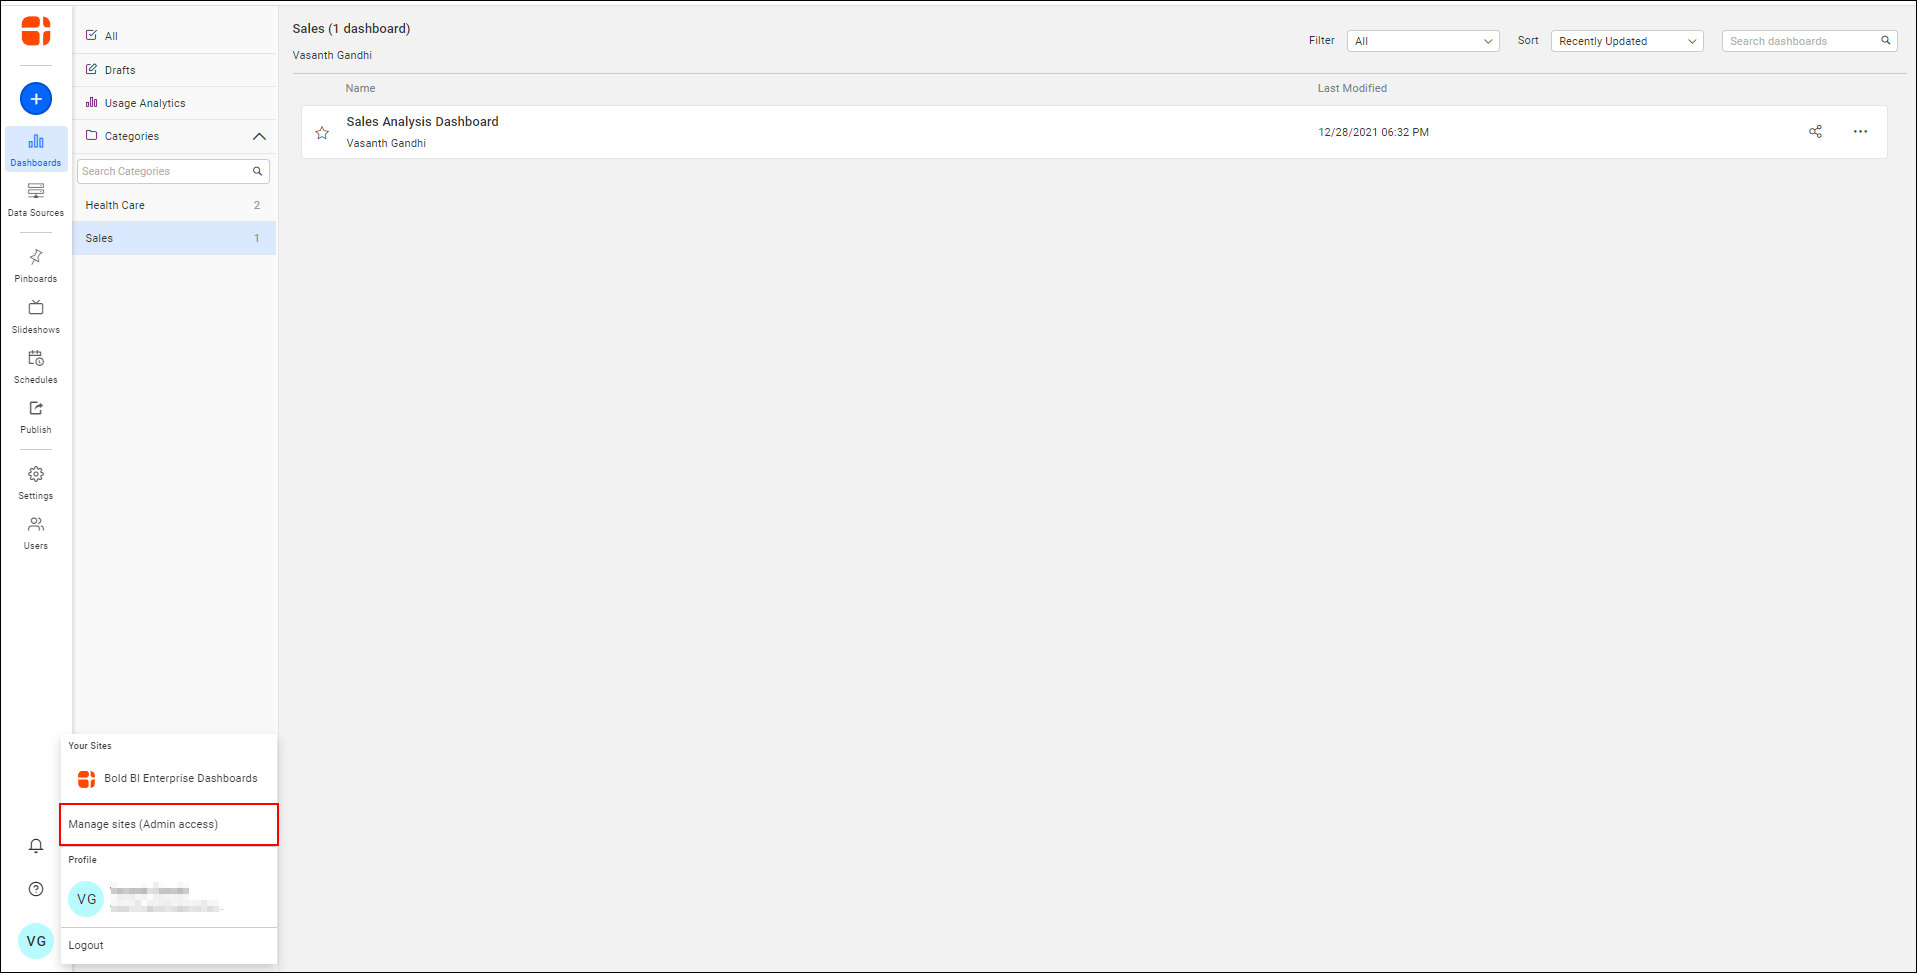 Dashboards
Data Sources
Pinboards
Slideshows
Schedules
Publish
Settings
Users
VG
All
Drafts
Usage Analytics
Categories
Search Categories
Health Care 2
Sales 1
Sales (1 dashboard)
Vasanth Gandhi
Filter All Sort Recently Updated Search dashboards
Name Last Modified
Sales Analysis Dashboard
Vasanth Gandhi
12/28/2021 06:32 PM
Your Sites
Bold BI Enterprise Dashboards
Manage sites (Admin access)
Profile
VG
Logout